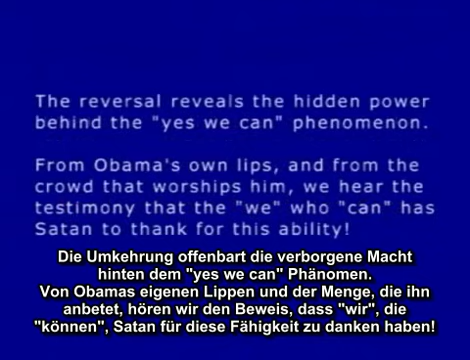 The reversal reveals the hidden power
behind the "yes we can" phenomenon.
From Obama's own lips, and from the
crowd that worships him, we hear the
testimony that the "we" who "can" has
Satan to thank for this ability!
Die Umkehrung offenbart die verborgene Macht
hinten dem "yes we can" Phänomen.
Von Obamas eigenen Lippen und der Menge, die ihn
anbetet, hören wir den Beweis, dass "wir", die
"können", Satan für diese Fähigkeit zu danken haben!